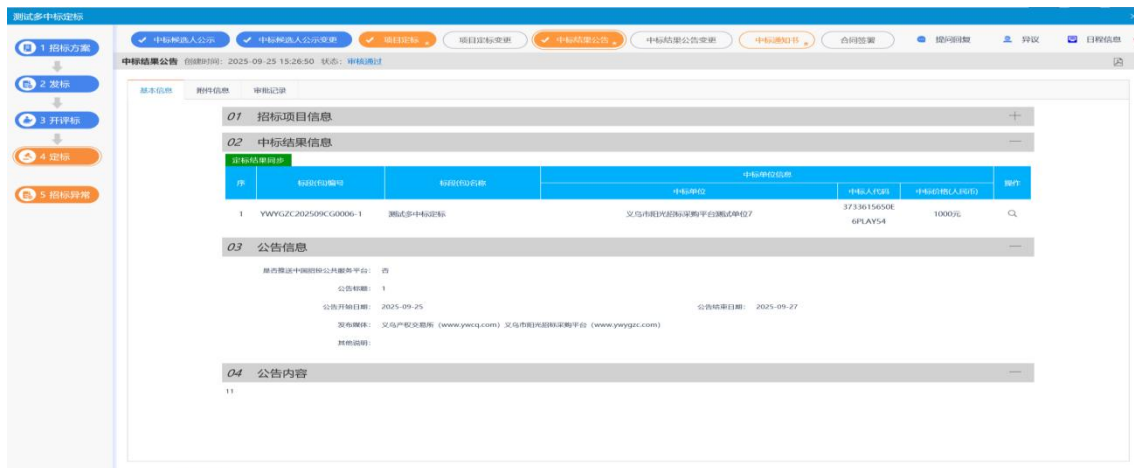 测试多中标定标
1 招标方案
2 发标
3 开评标
4 定标
5 招标异常
中标候选人公示
中标候选人公示变更
项目定标
项目定标变更
中标结果公告
中标结果公告变更
中标通知书
合同签署
提问回复
异议
日程信息
中标结果公告 创建时间: 2025-09-25 15:26:50 状态: 审核通过
基本信息 附件信息 审批记录
01 招标项目信息
02 中标结果信息
定标结果同步
序 标段(包)编号 标段(包)名称 中标单位信息 操作
中标单位 中标人代码 中标价格(人民币)
1 YWYGZC202509CG0006-1 测试多中标定标 义乌市阳光招标采购平台测试单位7 3733615650E 1000元
6PLAY54
03 公告信息
是否推送中国招标公共服务平台: 否
公告标题: 1
公告开始日期: 2025-09-25 公告结束日期: 2025-09-27
发布媒体: 义乌产权交易所 (www.ywcq.com) 义乌市阳光招标采购平台 (www.ywygzc.com)
其他说明:
04 公告内容
11